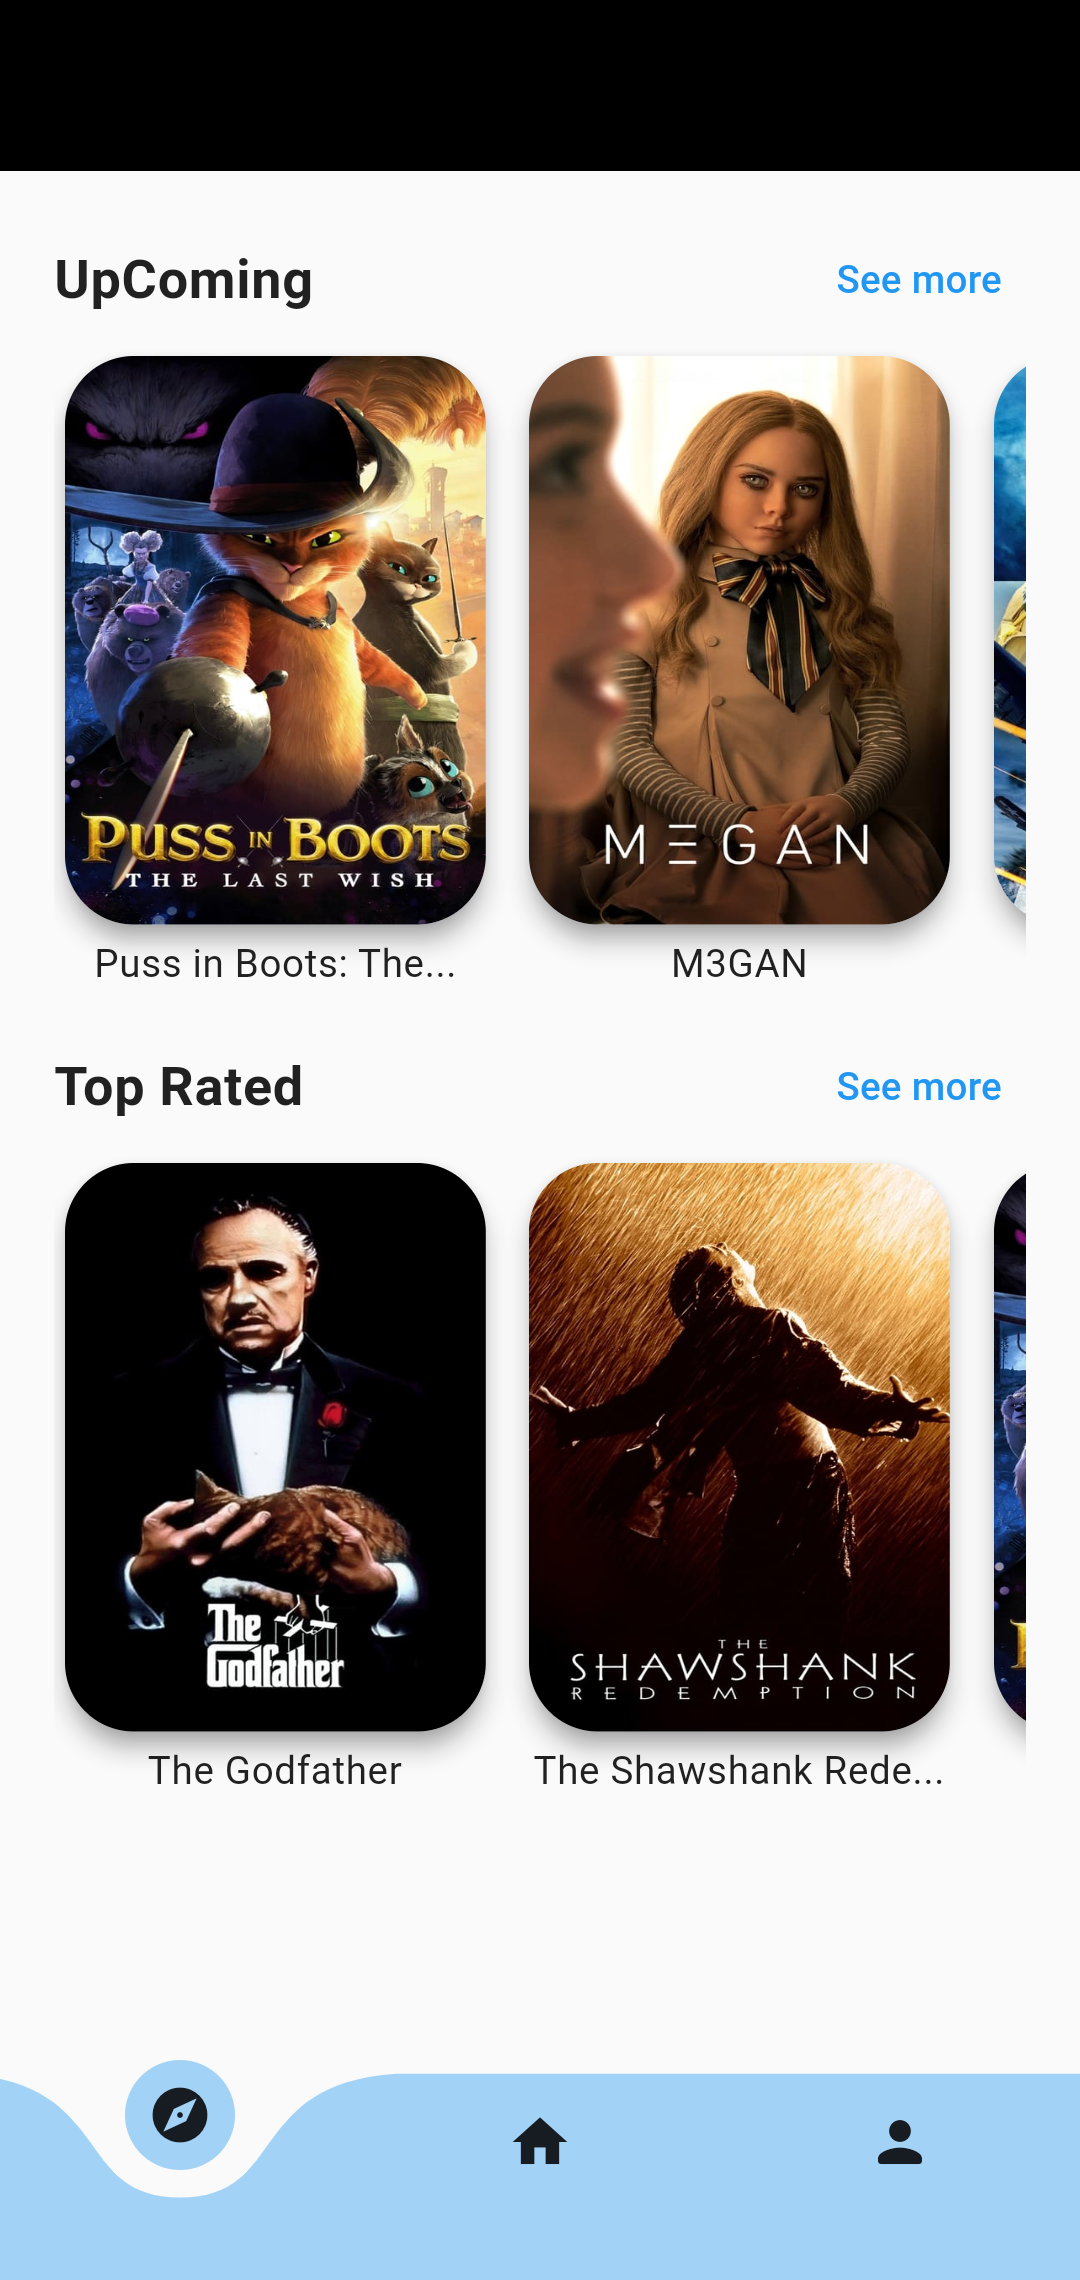 UpComing
See more
PUSS IN BOOTS
THE LAST WISH
MΞGAN
Puss in Boots: The...
M3GAN
Top Rated
See more
The
Godfather
THE
SHAWSHANK
REDEMPTION
The Godfather
The Shawshank Rede...